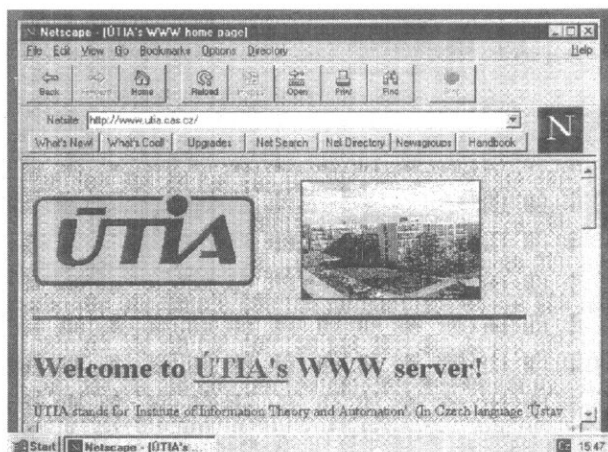 Netscape - [ÚTIA's WWW home page]
File Edit View Go Bookmarks Options Directory Help
Back Forward Home Reload Images Open Print Find Stop
Netsite: http://www.utia.cas.cz/
What's New! What's Cool! Upgrades Net Search Net Directory Newsgroups Handbook
N
ÚTIA
Welcome to ÚTIA's WWW server!
ÚTIA stands for 'Institute of Information Theory and Automation'. (In Czech language 'Ústav
Start Netscape - [ÚTIA's ... 15:47